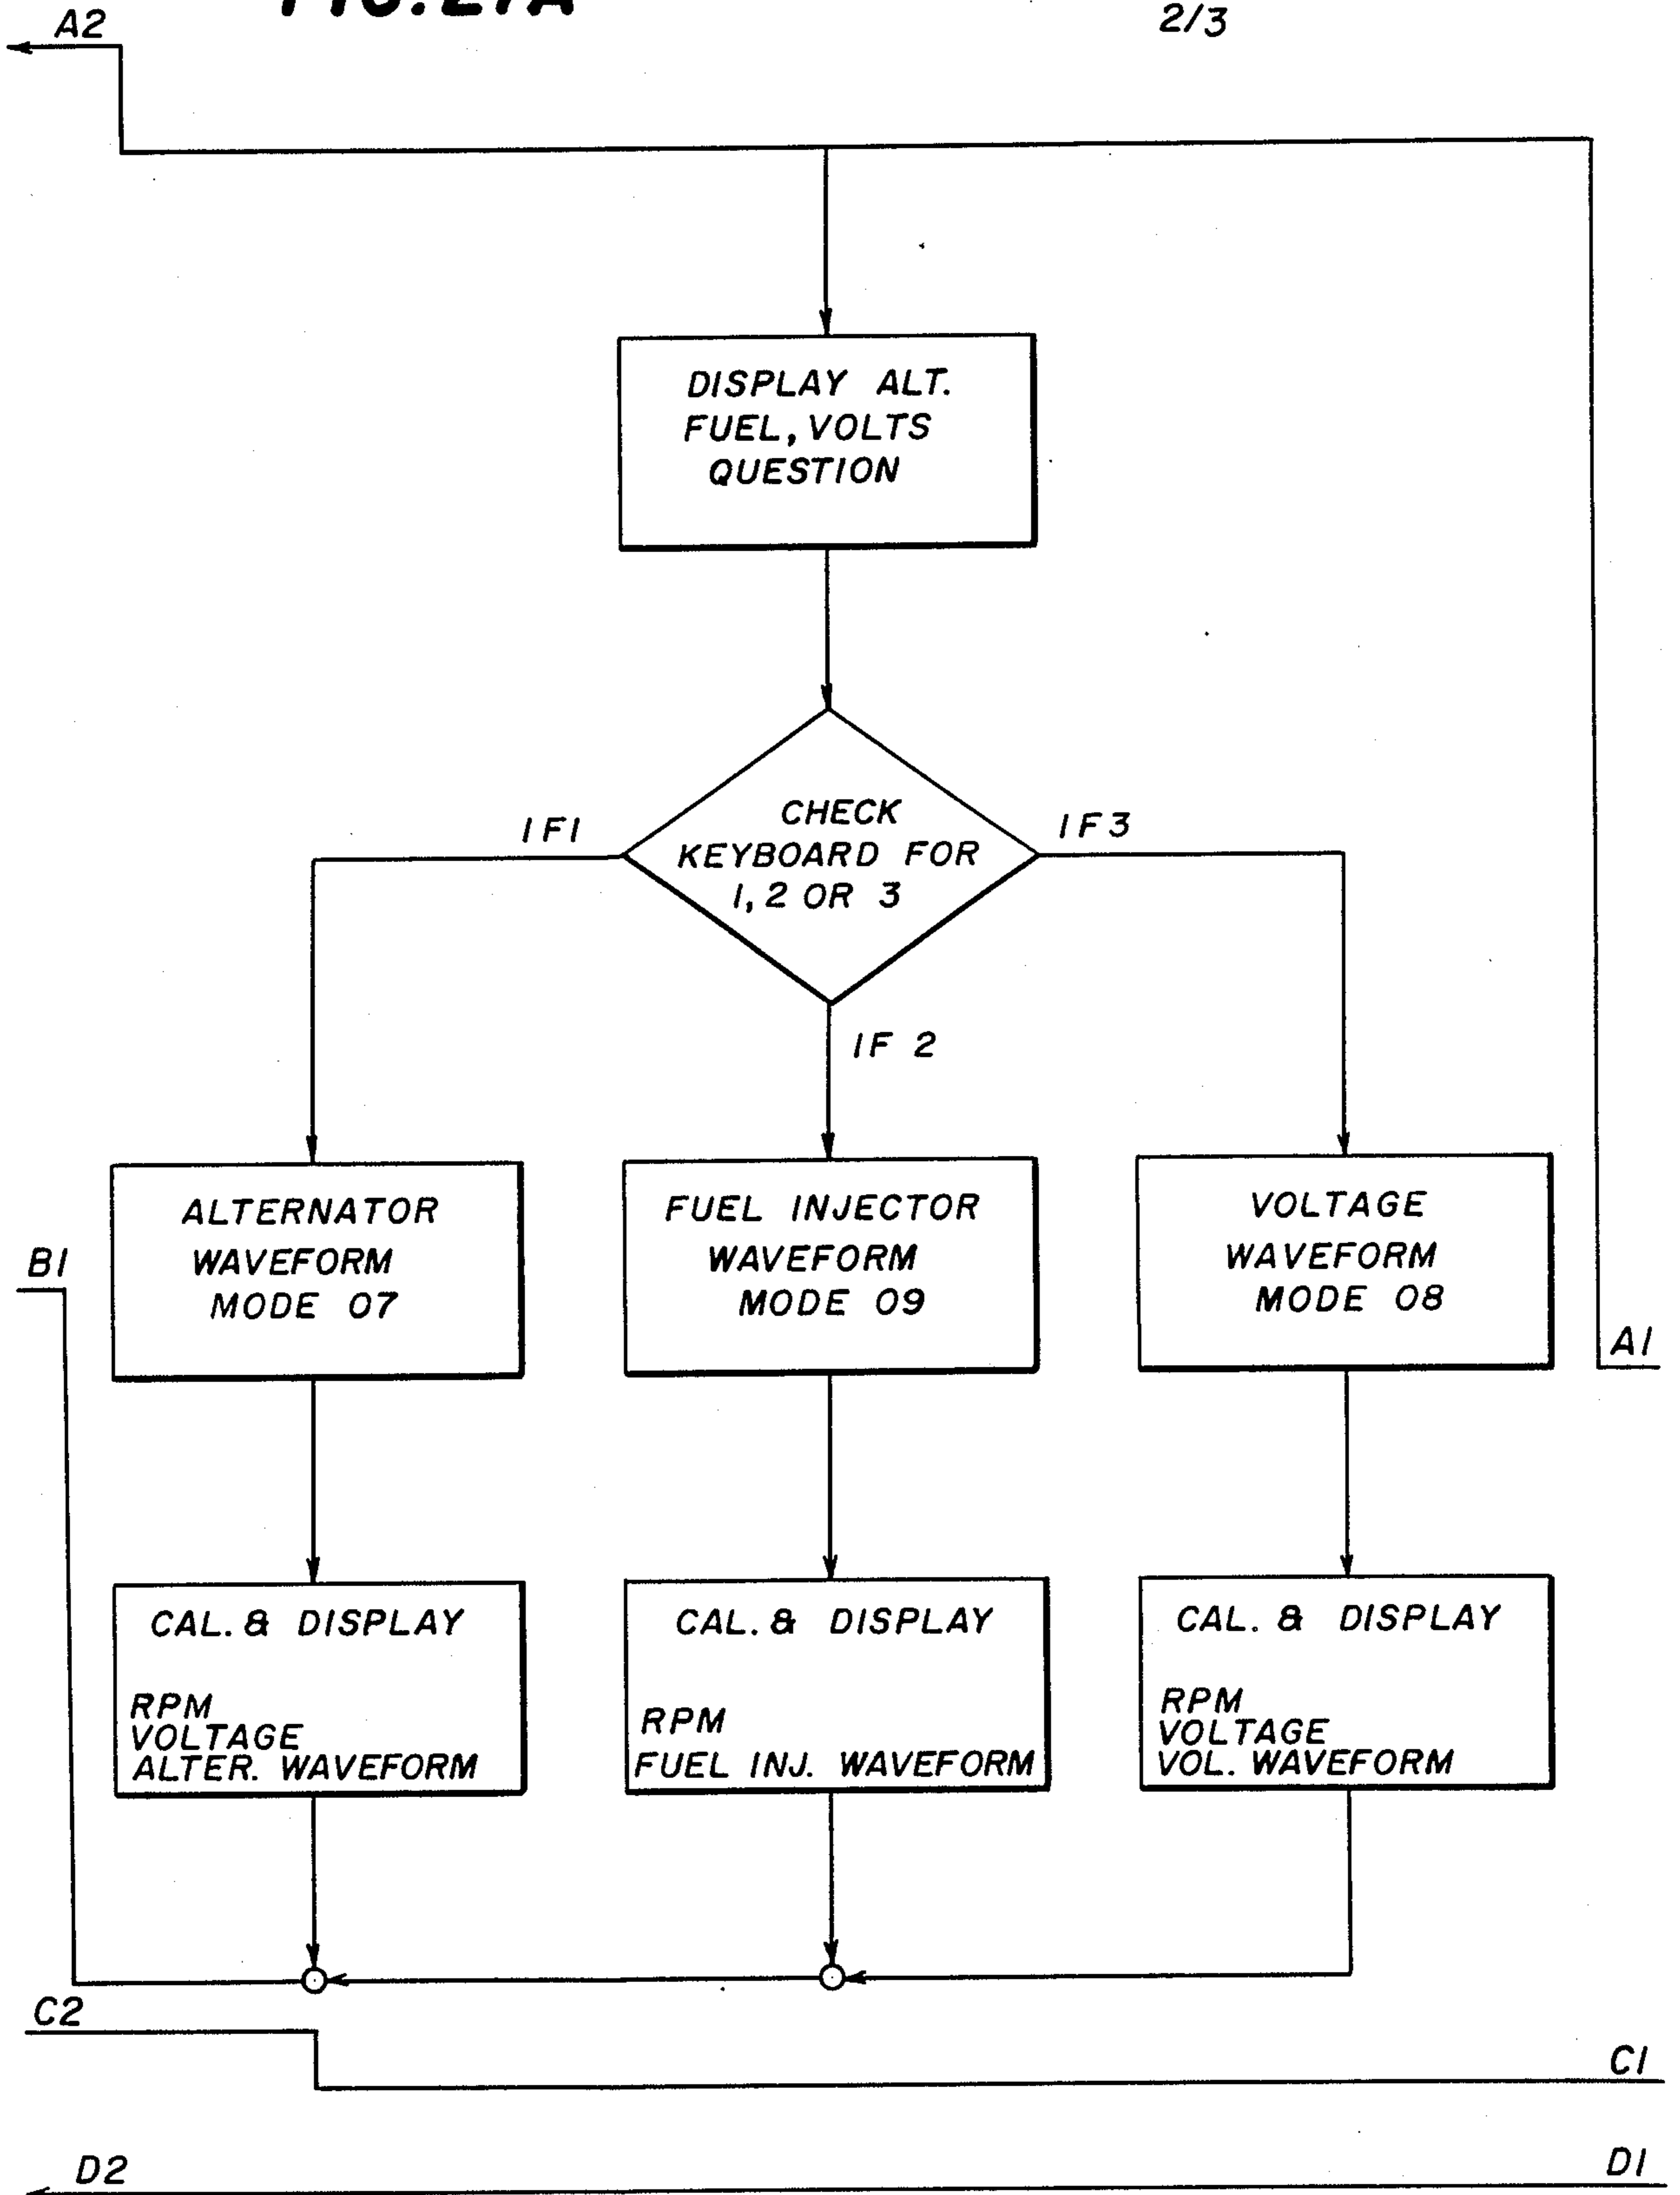 FIG. 27A
2/3
A2
DISPLAY ALT.
FUEL, VOLTS
QUESTION
CHECK
KEYBOARD FOR
1, 2 OR 3
IF1
IF3
IF 2
ALTERNATOR
WAVEFORM
MODE 07
FUEL INJECTOR
WAVEFORM
MODE 09
VOLTAGE
WAVEFORM
MODE 08
B1
A1
CAL. & DISPLAY
RPM
VOLTAGE
ALTER. WAVEFORM
CAL. & DISPLAY
RPM
FUEL INJ. WAVEFORM
CAL. & DISPLAY
RPM
VOLTAGE
VOL. WAVEFORM
C2
C1
D2
D1